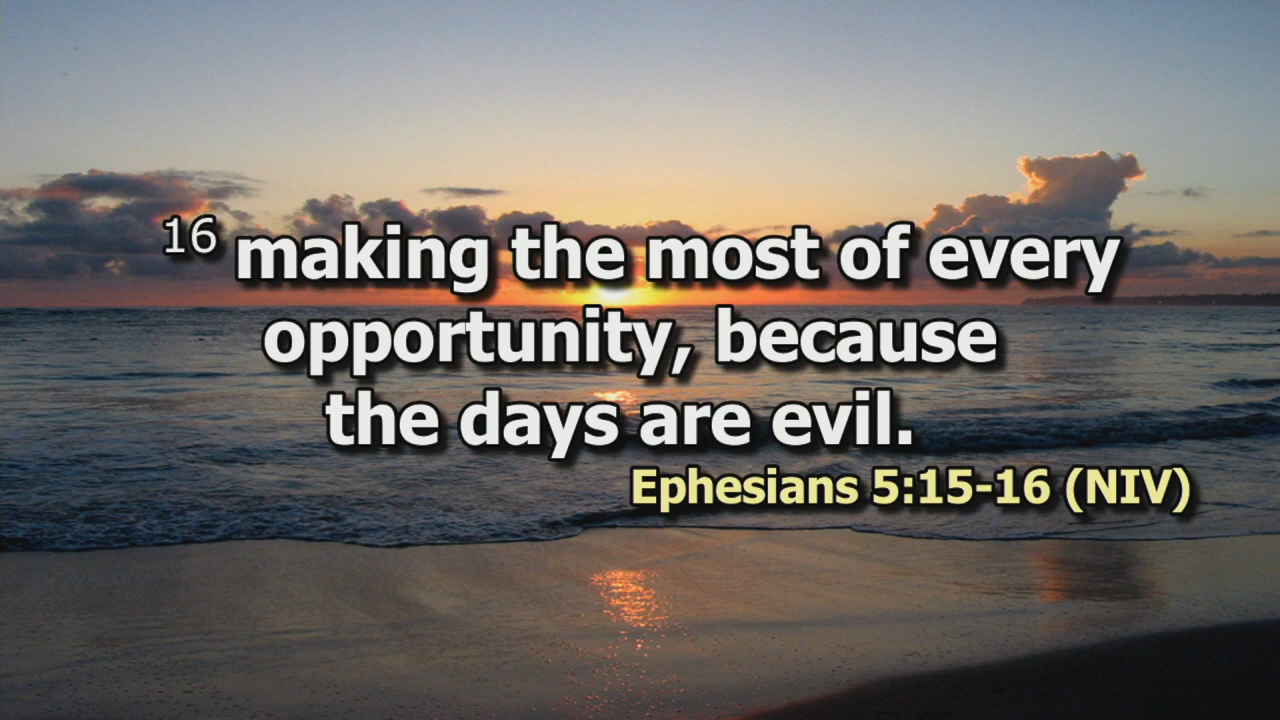 16 making the most of every
opportunity, because
the days are evil.
Ephesians 5:15-16 (NIV)